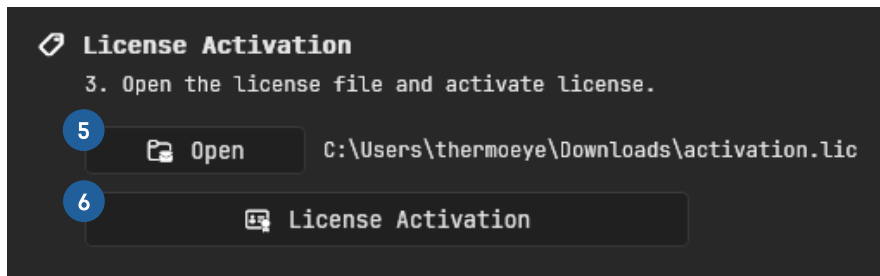 License Activation
3. Open the license file and activate license.
5
Open C:\Users\thermoeye\Downloads\activation.lic
6
License Activation